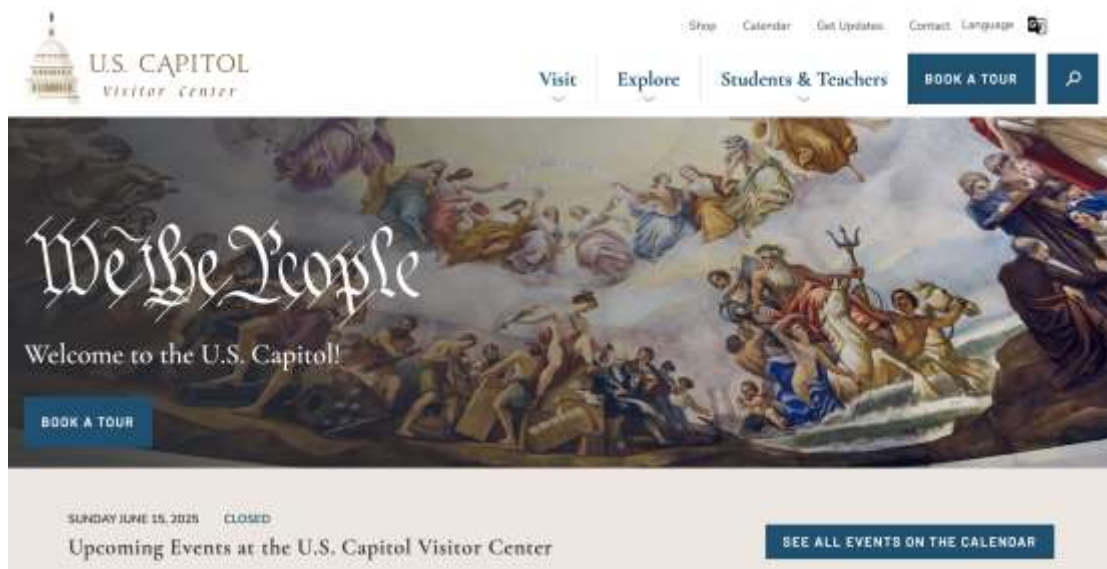 Shop Calendar Get Updates Contact Language
U.S. CAPITOL
Visitor Center
Visit Explore Students & Teachers BOOK A TOUR
We the People
Welcome to the U.S. Capitol!
BOOK A TOUR
SUNDAY JUNE 15, 2025 CLOSED
Upcoming Events at the U.S. Capitol Visitor Center
SEE ALL EVENTS ON THE CALENDAR